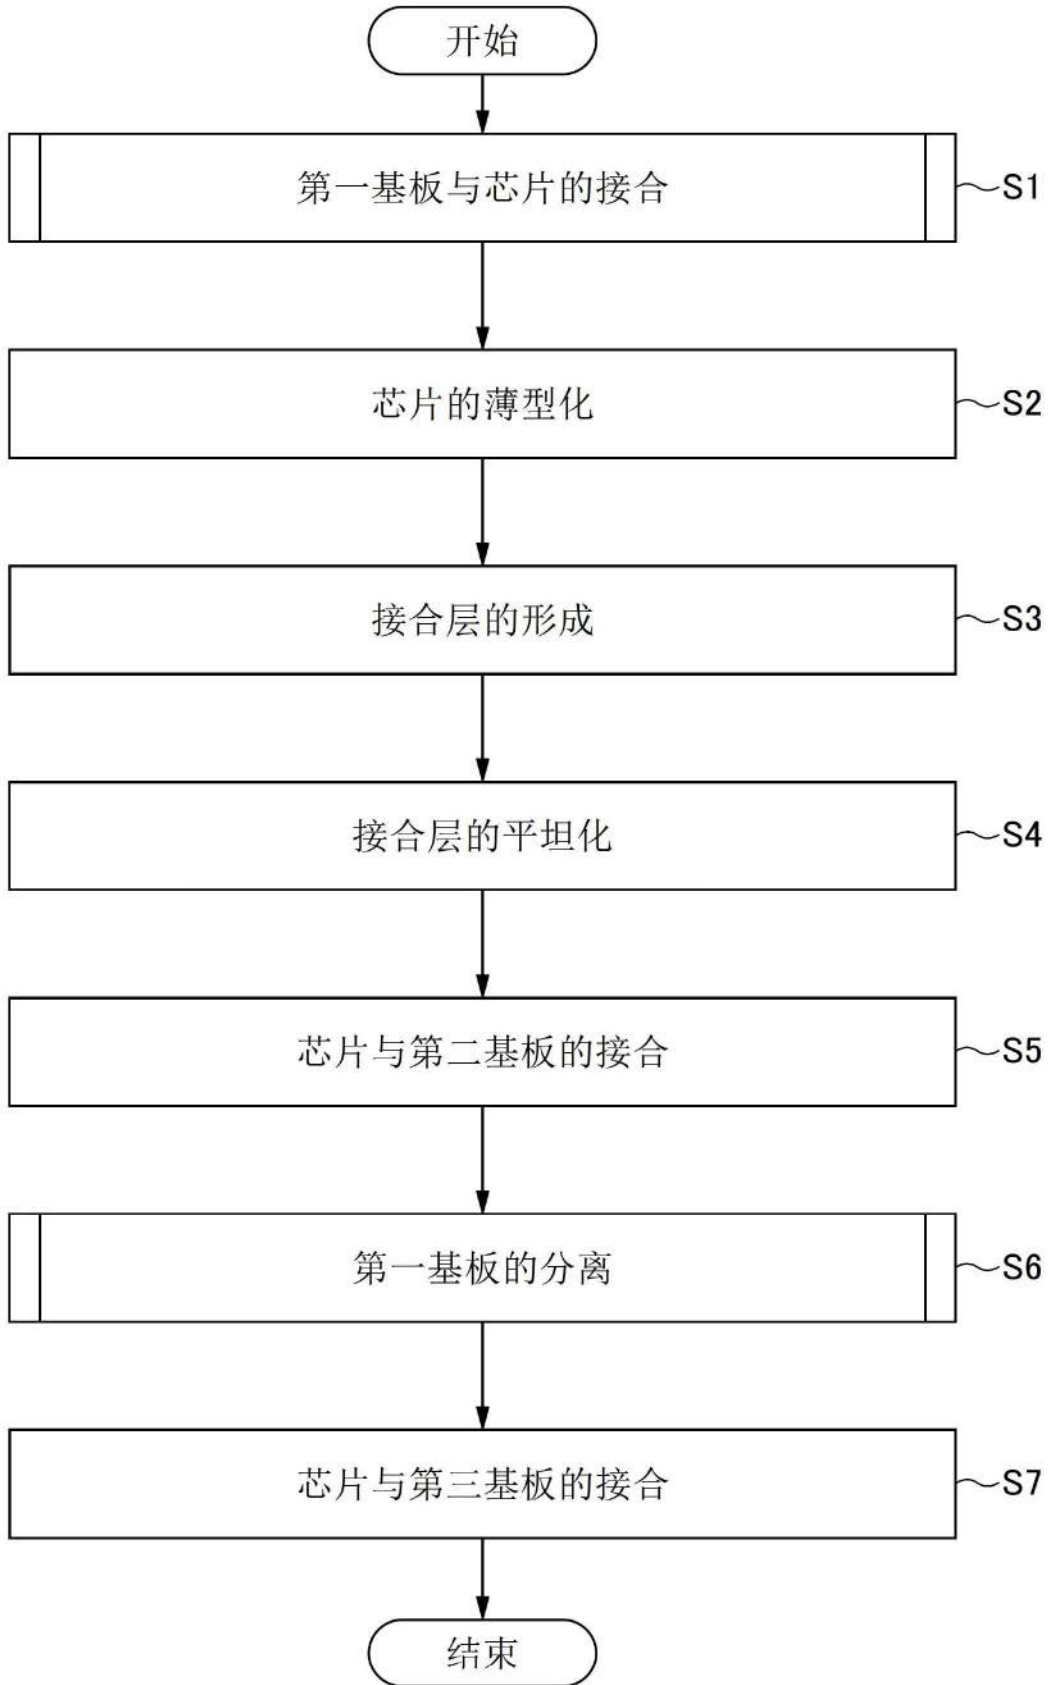 开始
第一基板与芯片的接合 S1
芯片的薄型化 S2
接合层的形成 S3
接合层的平坦化 S4
芯片与第二基板的接合 S5
第一基板的分离 S6
芯片与第三基板的接合 S7
结束